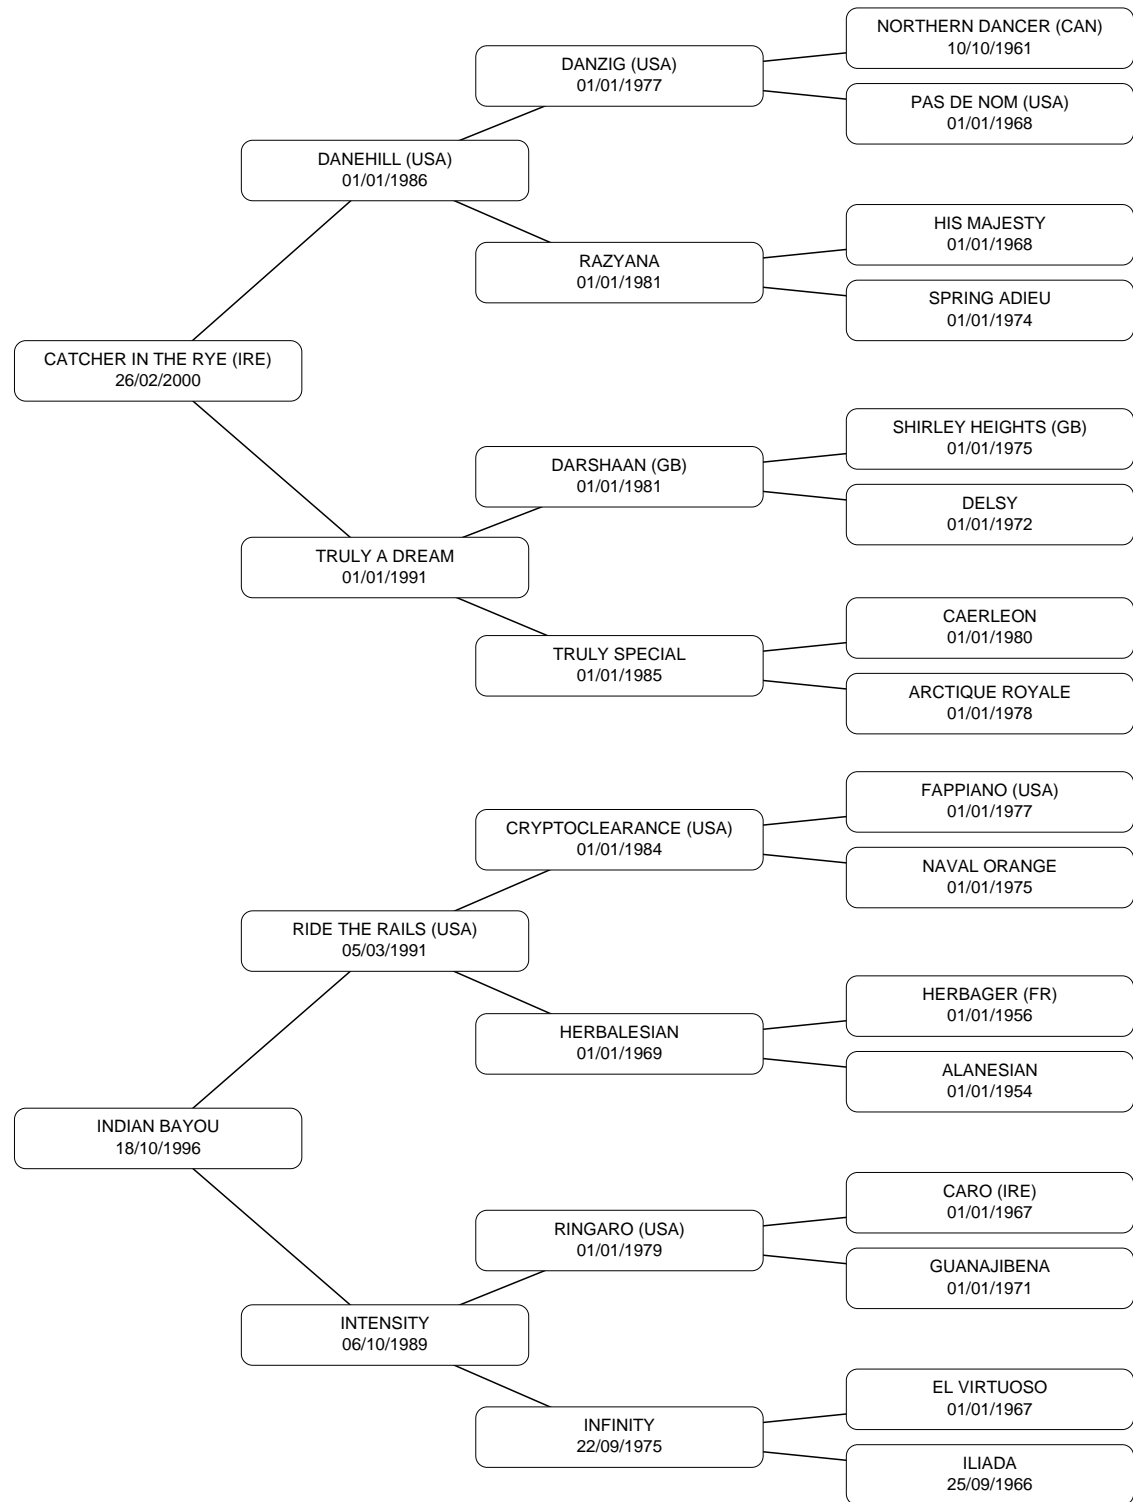 NORTHERN DANCER (CAN)
10/10/1961
DANZIG (USA)
01/01/1977
PAS DE NOM (USA)
01/01/1968
DANEHILL (USA)
01/01/1986
HIS MAJESTY
01/01/1968
RAZYANA
01/01/1981
SPRING ADIEU
01/01/1974
CATCHER IN THE RYE (IRE)
26/02/2000
SHIRLEY HEIGHTS (GB)
01/01/1975
DARSHAAN (GB)
01/01/1981
DELSY
01/01/1972
TRULY A DREAM
01/01/1991
CAERLEON
01/01/1980
TRULY SPECIAL
01/01/1985
ARCTIQUE ROYALE
01/01/1978
FAPPIANO (USA)
01/01/1977
CRYPTOCLEARANCE (USA)
01/01/1984
NAVAL ORANGE
01/01/1975
RIDE THE RAILS (USA)
05/03/1991
HERBAGER (FR)
01/01/1956
HERBALESIAN
01/01/1969
ALANESIAN
01/01/1954
INDIAN BAYOU
18/10/1996
CARO (IRE)
01/01/1967
RINGARO (USA)
01/01/1979
GUANAJIBENA
01/01/1971
INTENSITY
06/10/1989
EL VIRTUOSO
01/01/1967
INFINITY
22/09/1975
ILIADA
25/09/1966